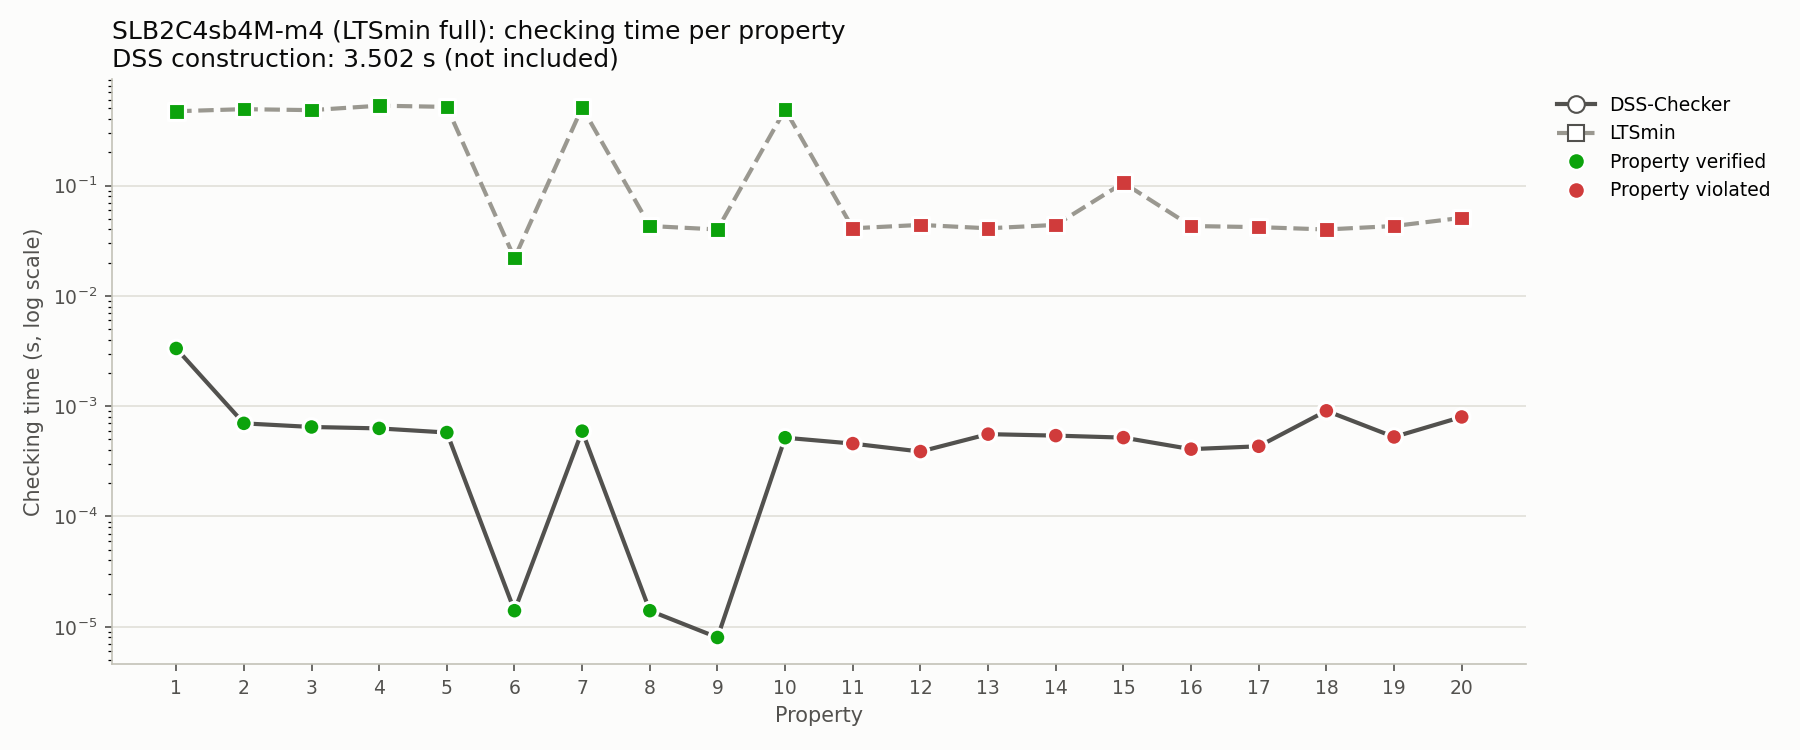 SLB2C4sb4M-m4 (LTSmin full): checking time per property
DSS construction: 3.502 s (not included)
Checking time (s, log scale)
10⁻¹
10⁻²
10⁻³
10⁻⁴
10⁻⁵
1 2 3 4 5 6 7 8 9 10 11 12 13 14 15 16 17 18 19 20
Property
DSS-Checker
LTSmin
Property verified
Property violated